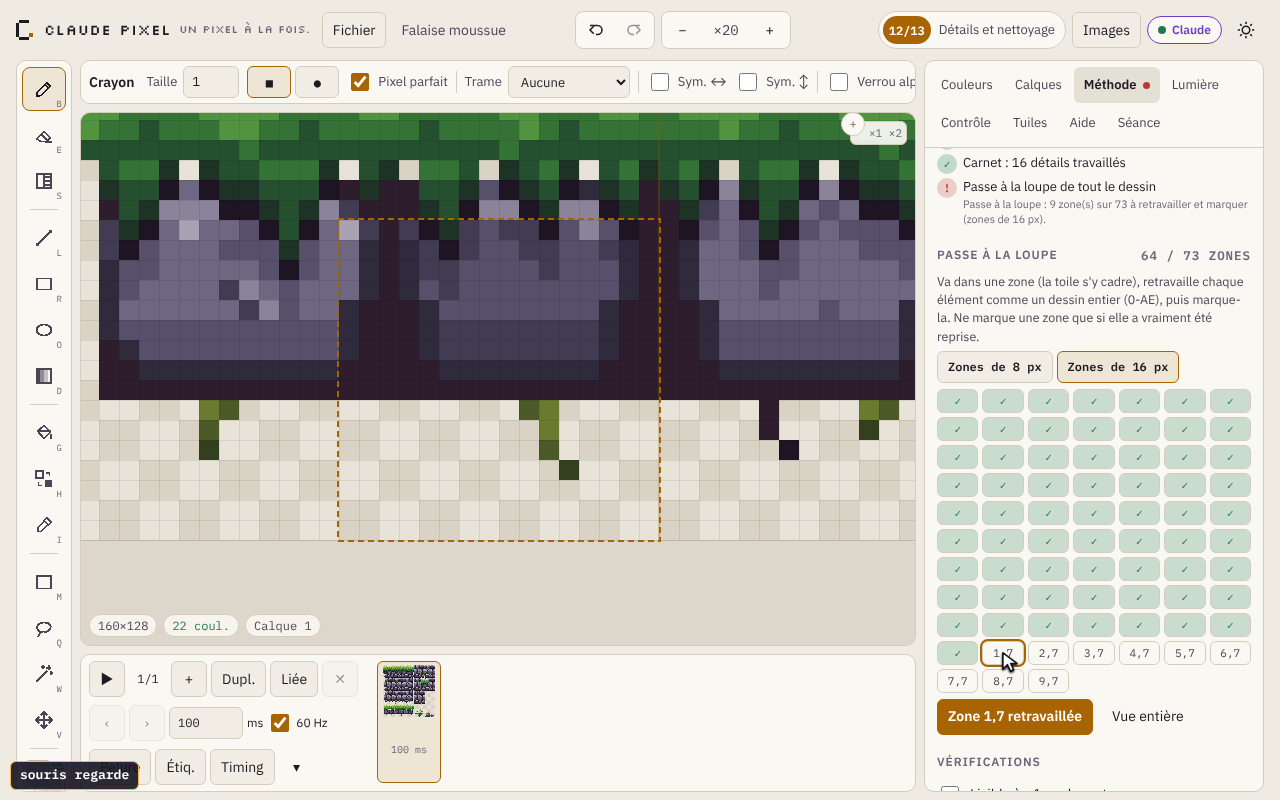 CLAUDE PIXEL UN PIXEL À LA FOIS. Fichier Falaise moussue − ×20 + 12/13 Détails et nettoyage Images Claude
Crayon Taille 1 ■ ● Pixel parfait Trame Aucune Sym. ↔ Sym. ↕ Verrou alp
Couleurs Calques Méthode Lumière
Contrôle Tuiles Aide Séance
+ ×1 ×2
B
E
S
L
R
O
D
G
H
I
M
Q
W
V
✓ Carnet : 16 détails travaillés
! Passe à la loupe de tout le dessin
Passe à la loupe : 9 zone(s) sur 73 à retravailler et marquer
(zones de 16 px).
PASSE À LA LOUPE 64 / 73 ZONES
Va dans une zone (la toile s'y cadre), retravaille chaque
élément comme un dessin entier (0-AE), puis marque-
la. Ne marque une zone que si elle a vraiment été
reprise.
Zones de 8 px Zones de 16 px
✓ ✓ ✓ ✓ ✓ ✓ ✓
✓ ✓ ✓ ✓ ✓ ✓ ✓
✓ ✓ ✓ ✓ ✓ ✓ ✓
✓ ✓ ✓ ✓ ✓ ✓ ✓
✓ ✓ ✓ ✓ ✓ ✓ ✓
✓ ✓ ✓ ✓ ✓ ✓ ✓
✓ ✓ ✓ ✓ ✓ ✓ ✓
✓ ✓ ✓ ✓ ✓ ✓ ✓
✓ ✓ ✓ ✓ ✓ ✓ ✓
✓ 1,7 2,7 3,7 4,7 5,7 6,7
7,7 8,7 9,7
Zone 1,7 retravaillée Vue entière
VÉRIFICATIONS
160×128 22 coul. Calque 1
▶ 1/1 + Dupl. Liée ✕
‹ › 100 ms 60 Hz
Étiq. Timing ▼
100 ms
souris regarde